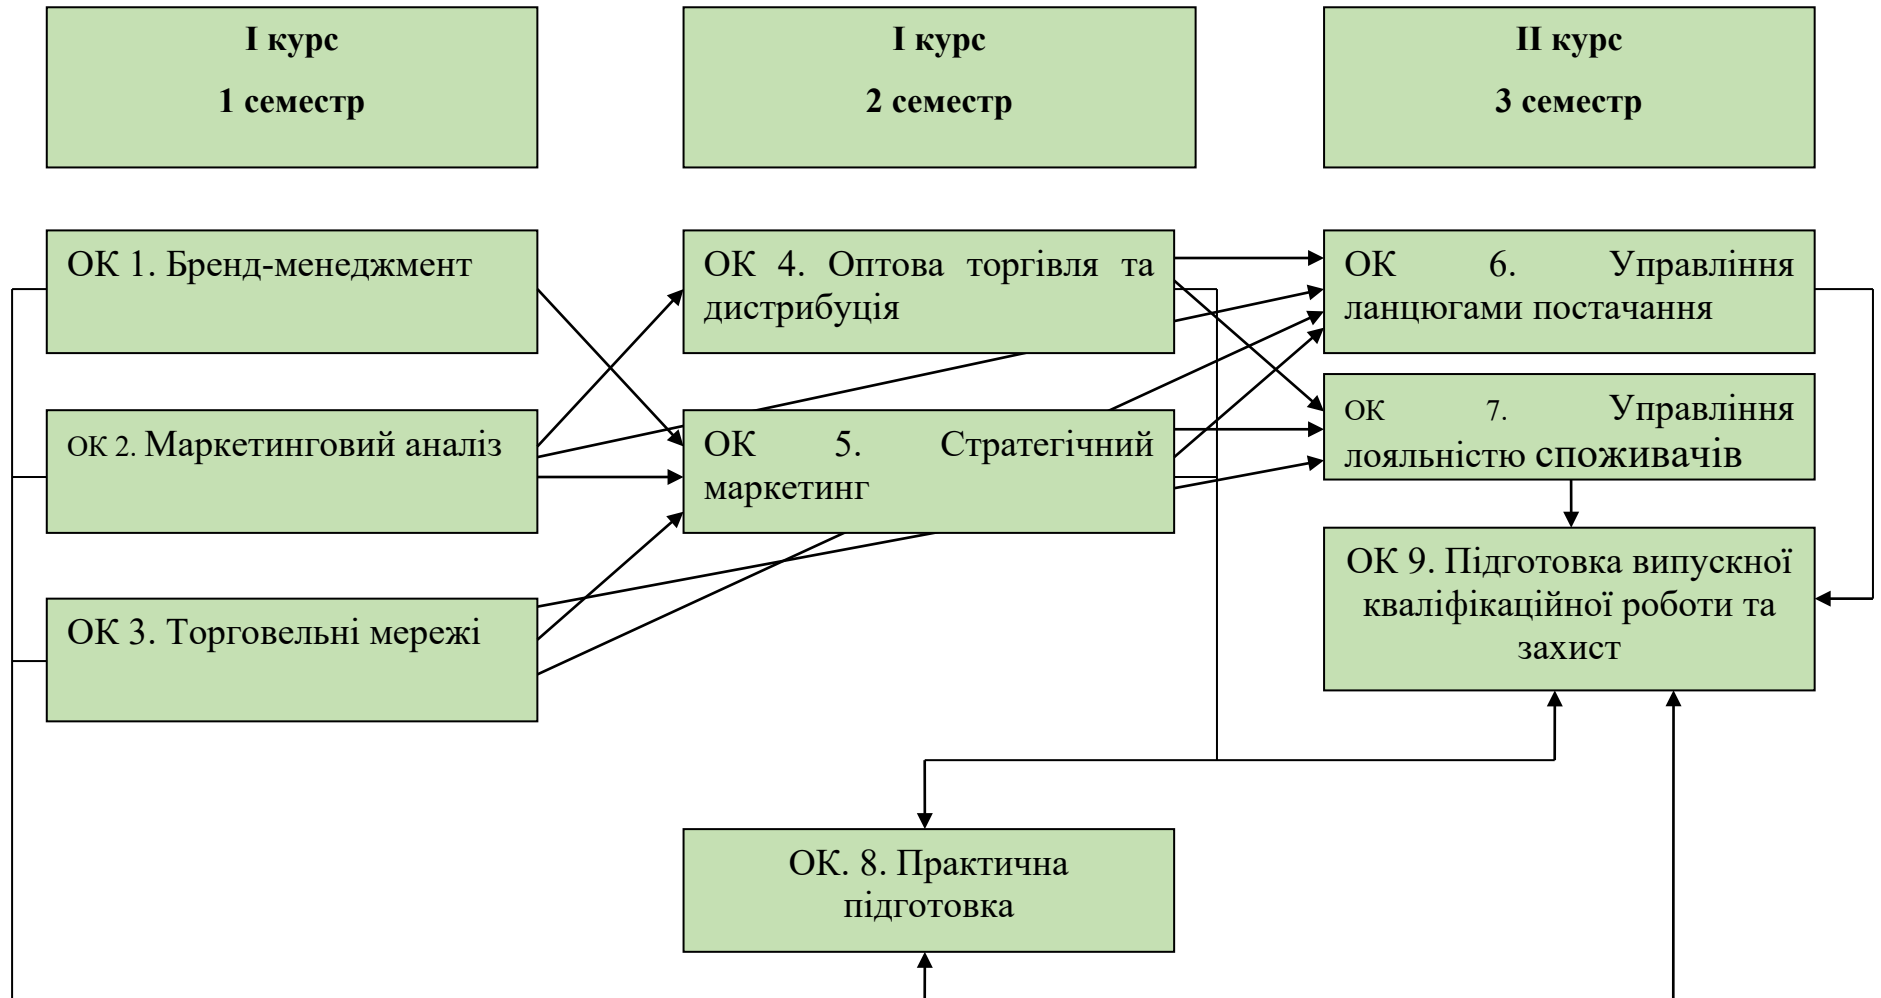 І курс
1 семестр
І курс
2 семестр
ІІ курс
3 семестр
ОК 1. Бренд-менеджмент
ОК 4. Оптова торгівля та
дистрибуція
ОК 6. Управління
ланцюгами постачання
ОК 2. Маркетинговий аналіз
ОК 5. Стратегічний
маркетинг
ОК 7. Управління
лояльністю споживачів
ОК 3. Торговельні мережі
ОК 9. Підготовка випускної
кваліфікаційної роботи та
захист
ОК. 8. Практична
підготовка